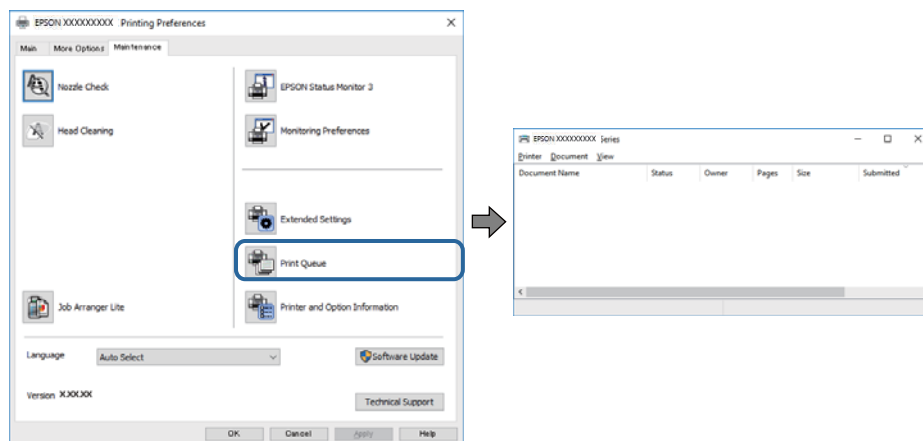 EPSON XXXXXXXXX Printing Preferences
Main More Options Maintenance
Nozzle Check
EPSON Status Monitor 3
Head Cleaning
Monitoring Preferences
Extended Settings
Print Queue
Job Arranger Lite
Printer and Option Information
Language Auto Select
Software Update
Version X.XX.XX
Technical Support
OK Cancel Apply Help
EPSON XXXXXXXXX Series
Printer Document View
Document Name Status Owner Pages Size Submitted